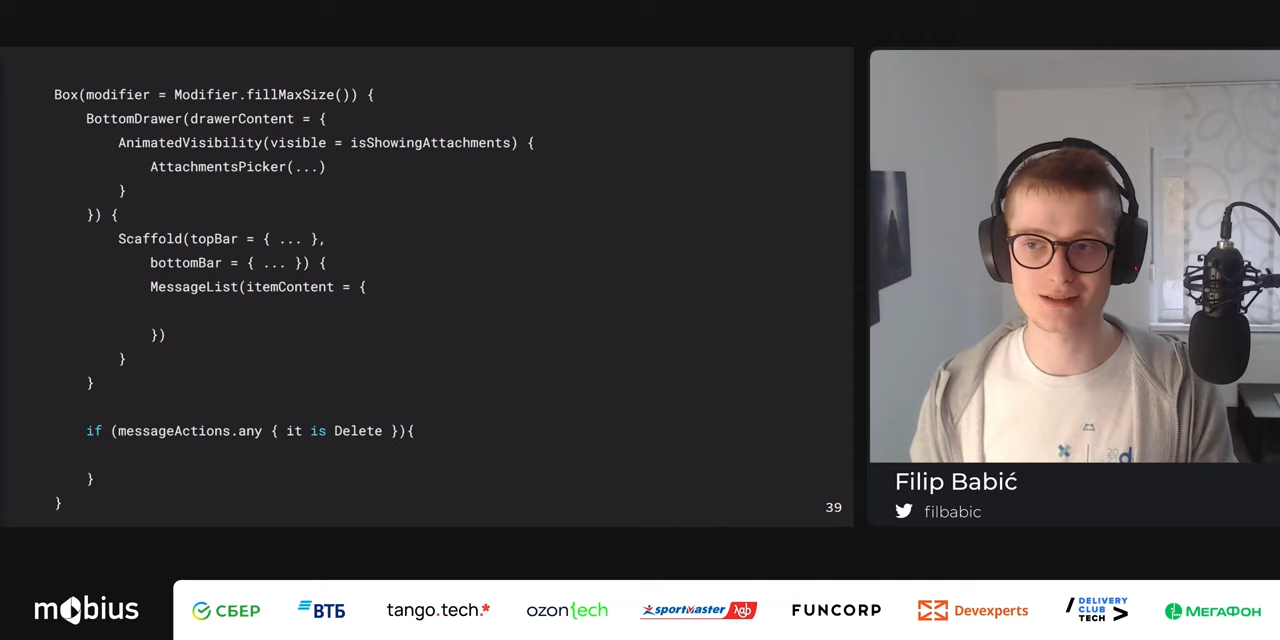 Box(modifier = Modifier.fillMaxSize()) {
BottomDrawer(drawerContent = {
AnimatedVisibility(visible = isShowingAttachments) {
AttachmentsPicker(...)
}
}) {
Scaffold(topBar = { ... },
bottomBar = { ... }) {
MessageList(itemContent = {
})
}
}
if (messageActions.any { it is Delete }){
}
}
39
Filip Babić
filbabic
mobius
СБЕР
ВТБ
tango.tech.*
ozon{tech
sportmaster lab
FUNCORP
Devexperts
/ DELIVERY
CLUB
TECH >
МЕГАФОН